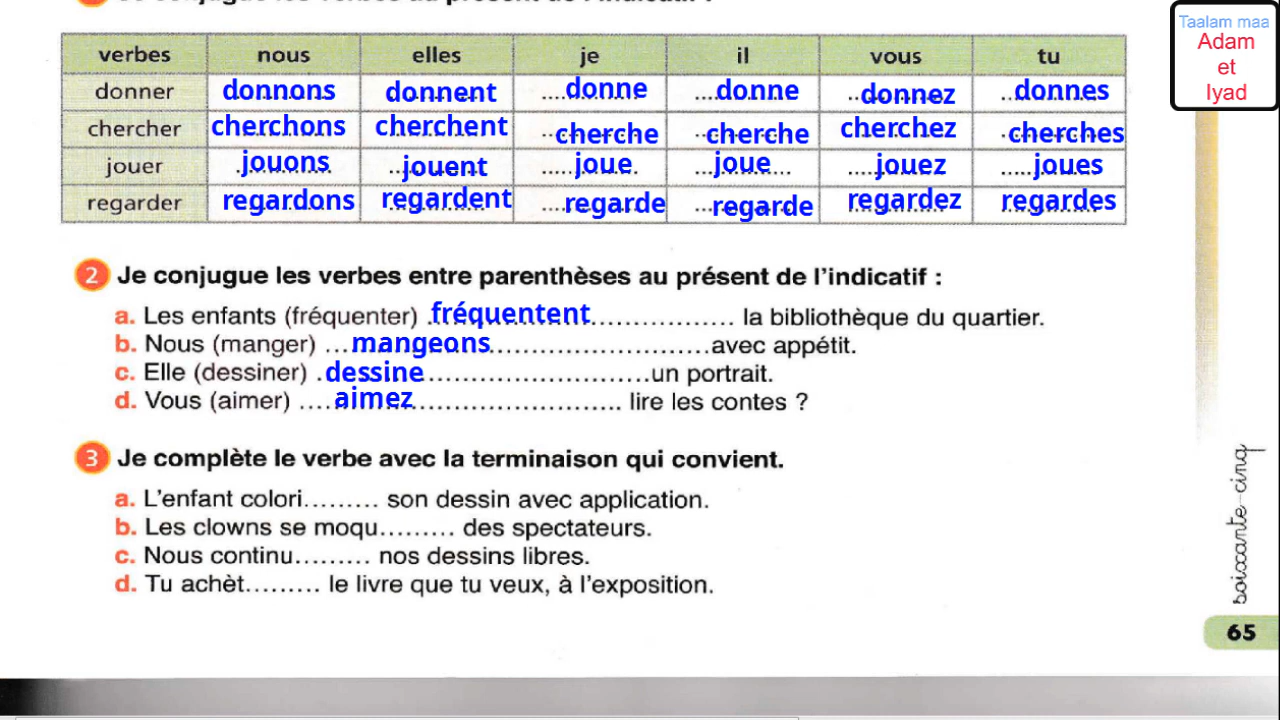 Je conjugue les verbes au présent de l'indicatif :
Taalam maa
Adam
et
Iyad
verbes nous elles je il vous tu
donner donnons donnent ....donne ....donne ..donnez ..donnes
chercher cherchons cherchent ..cherche ..cherche cherchez .cherches
jouer .jouons ..jouent .....joue. ...joue... ....jouez .....joues
regarder regardons regardent ....regarde ...regarde regardez regardes
2 Je conjugue les verbes entre parenthèses au présent de l'indicatif :
a. Les enfants (fréquenter) .fréquentent................. la bibliothèque du quartier.
b. Nous (manger) ...mangeons..........................avec appétit.
c. Elle (dessiner) .dessine..........................un portrait.
d. Vous (aimer) ....aimez......................... lire les contes ?
3 Je complète le verbe avec la terminaison qui convient.
a. L'enfant colori......... son dessin avec application.
b. Les clowns se moqu......... des spectateurs.
c. Nous continu......... nos dessins libres.
d. Tu achèt......... le livre que tu veux, à l'exposition.
soixante-cinq
65